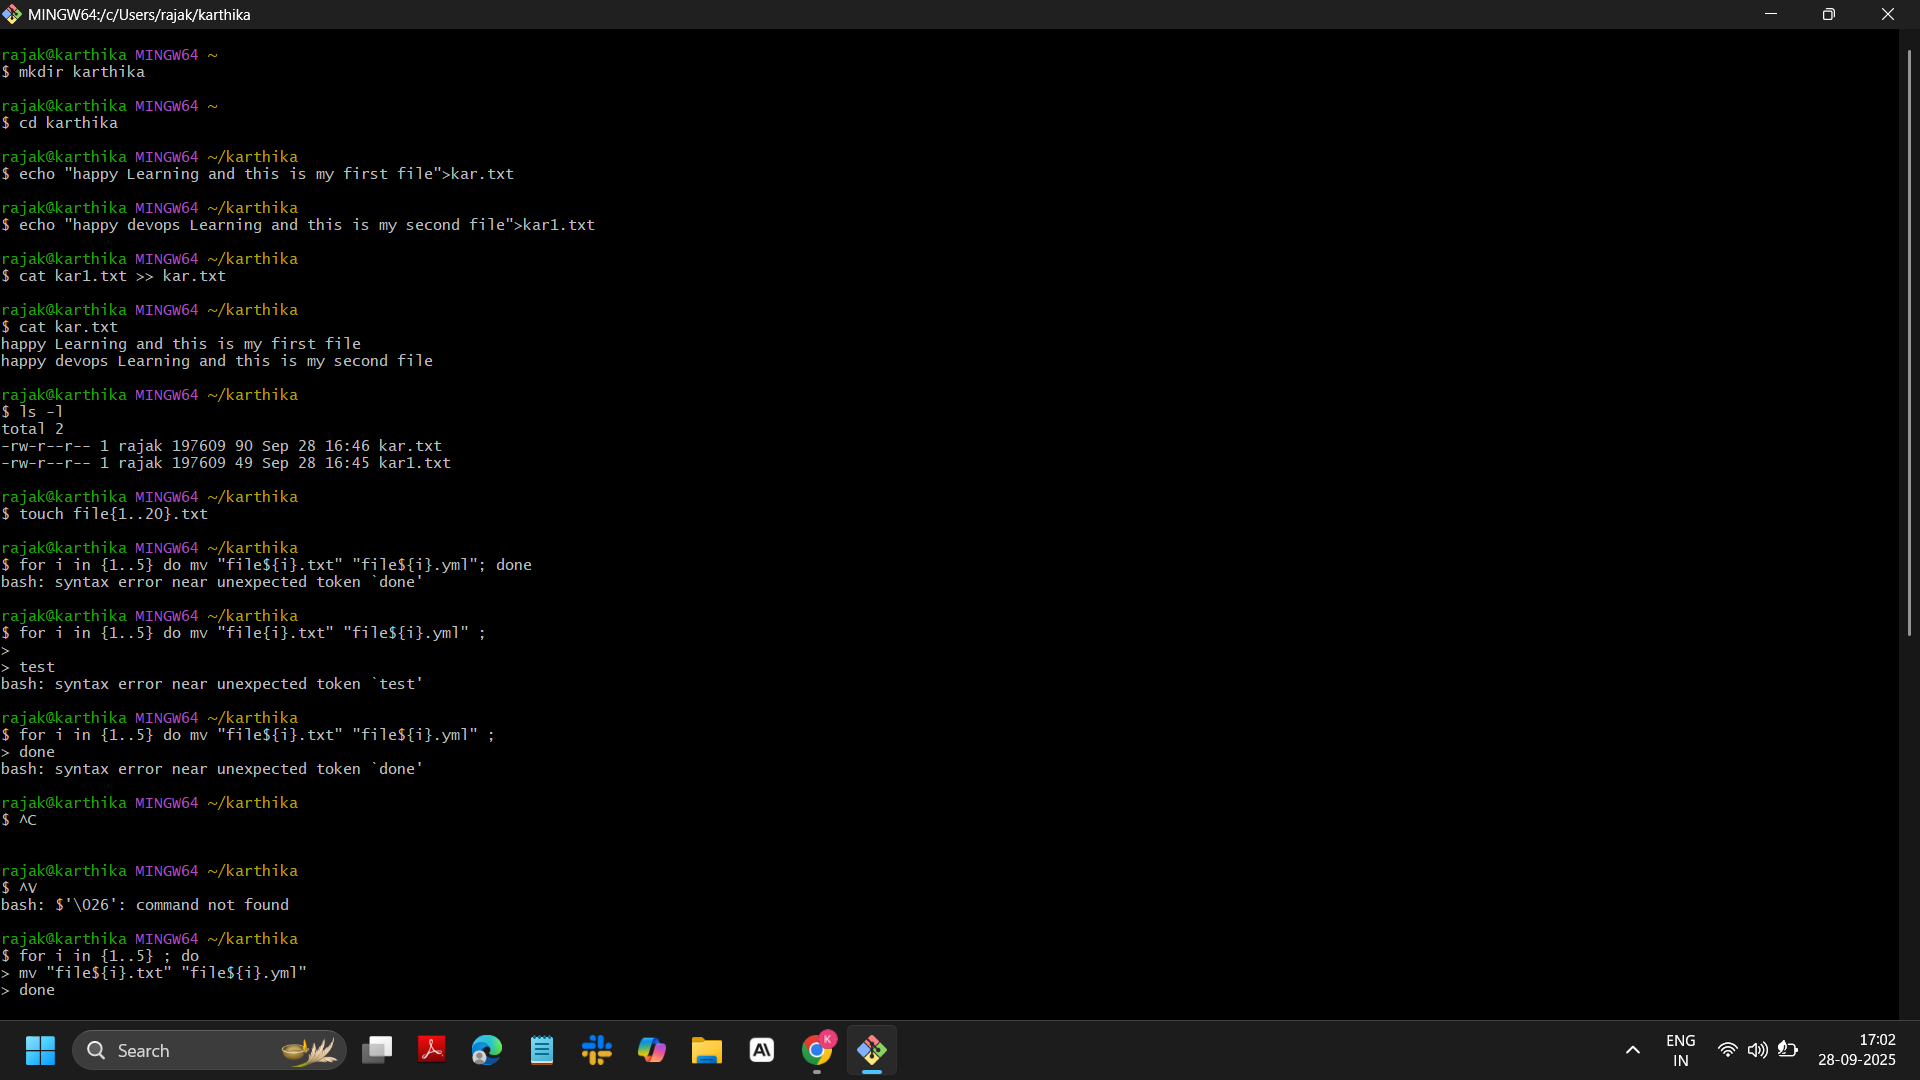 MINGW64:/c/Users/rajak/karthika
rajak@karthika MINGW64 ~
$ mkdir karthika
rajak@karthika MINGW64 ~
$ cd karthika
rajak@karthika MINGW64 ~/karthika
$ echo "happy Learning and this is my first file">kar.txt
rajak@karthika MINGW64 ~/karthika
$ echo "happy devops Learning and this is my second file">kar1.txt
rajak@karthika MINGW64 ~/karthika
$ cat kar1.txt >> kar.txt
rajak@karthika MINGW64 ~/karthika
$ cat kar.txt
happy Learning and this is my first file
happy devops Learning and this is my second file
rajak@karthika MINGW64 ~/karthika
$ ls -l
total 2
-rw-r--r-- 1 rajak 197609 90 Sep 28 16:46 kar.txt
-rw-r--r-- 1 rajak 197609 49 Sep 28 16:45 kar1.txt
rajak@karthika MINGW64 ~/karthika
$ touch file{1..20}.txt
rajak@karthika MINGW64 ~/karthika
$ for i in {1..5} do mv "file${i}.txt" "file${i}.yml"; done
bash: syntax error near unexpected token `done'
rajak@karthika MINGW64 ~/karthika
$ for i in {1..5} do mv "file{i}.txt" "file${i}.yml" ;
>
> test
bash: syntax error near unexpected token `test'
rajak@karthika MINGW64 ~/karthika
$ for i in {1..5} do mv "file${i}.txt" "file${i}.yml" ;
> done
bash: syntax error near unexpected token `done'
rajak@karthika MINGW64 ~/karthika
$ ^C
rajak@karthika MINGW64 ~/karthika
$ ^V
bash: $'\026': command not found
rajak@karthika MINGW64 ~/karthika
$ for i in {1..5} ; do
> mv "file${i}.txt" "file${i}.yml"
> done
Search
K
ENG
IN
17:02
28-09-2025